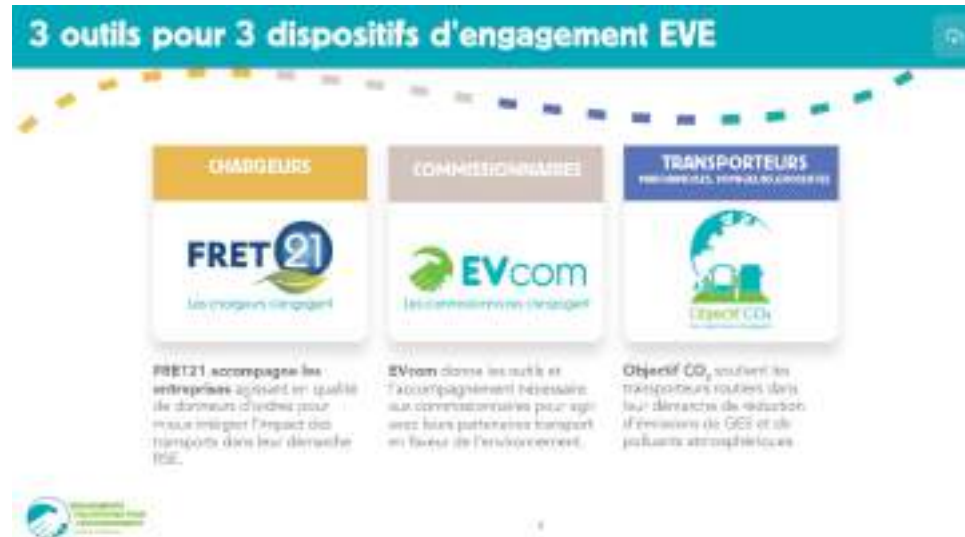 3 outils pour 3 dispositifs d'engagement EVE
CHARGEURS
COMMISSIONNAIRES
TRANSPORTEURS
FRET21
Les chargeurs s'engagent
EVcom
Les commissionnaires s'engagent
Objectif CO₂
FRET21 accompagne les
entreprises agissant en qualité
de donneurs d'ordres pour
mieux intégrer l'impact des
transports dans leur démarche
RSE.
EVcom donne les outils et
l'accompagnement nécessaire
aux commissionnaires pour agir
avec leurs partenaires transport
en faveur de l'environnement.
Objectif CO₂ soutient les
transporteurs routiers dans
leur démarche de réduction
d'émissions de GES et de
polluants atmosphériques